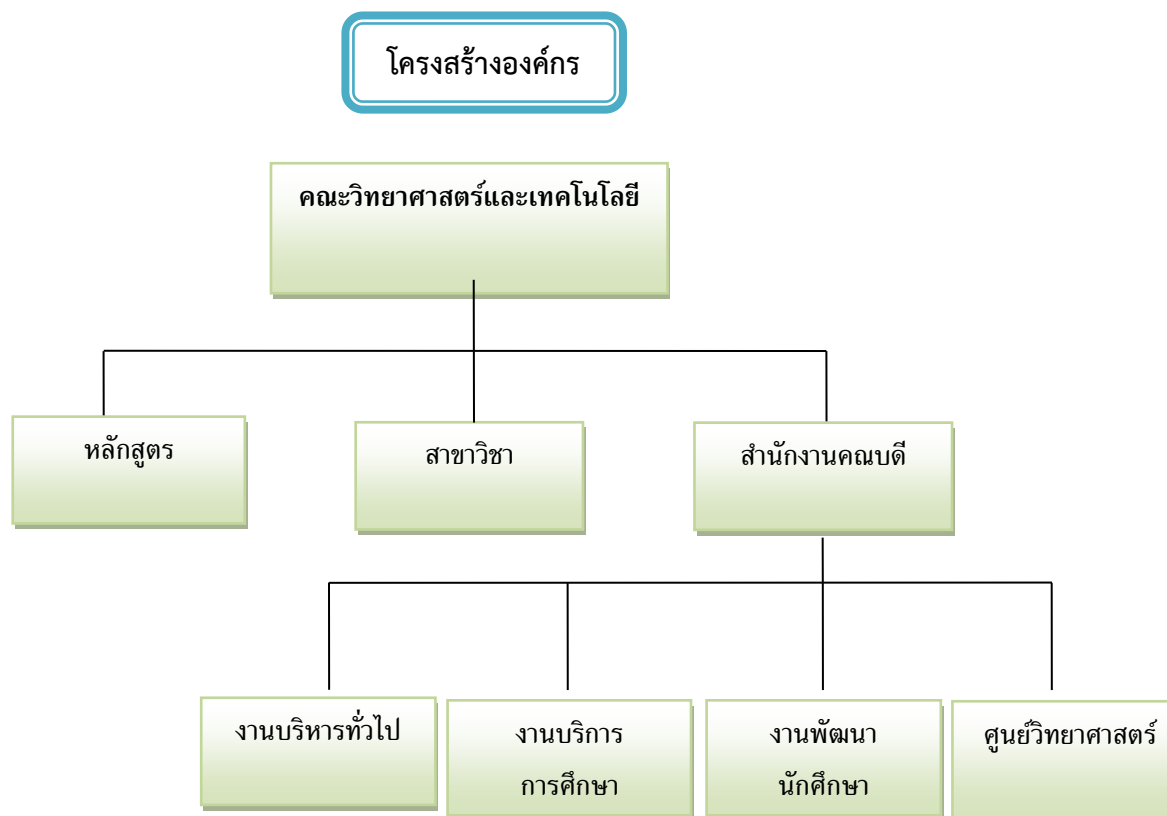 โครงสร้างองค์กร
คณะวิทยาศาสตร์และเทคโนโลยี
หลักสูตร
สาขาวิชา
สำนักงานคณบดี
งานบริหารทั่วไป
งานบริการ
การศึกษา
งานพัฒนา
นักศึกษา
ศูนย์วิทยาศาสตร์